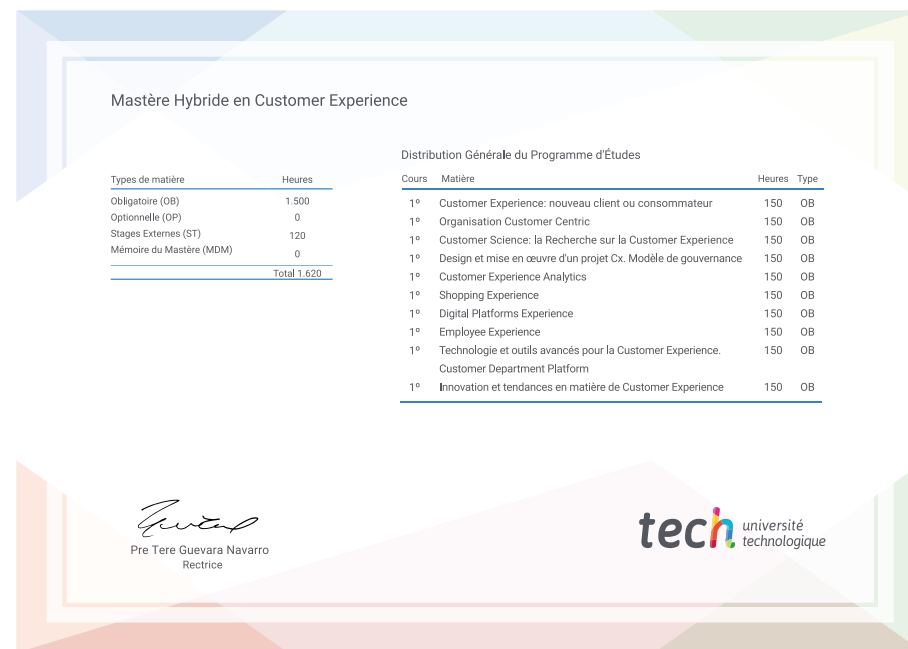 Mastère Hybride en Customer Experience
Types de matière Heures
Obligatoire (OB) 1.500
Optionnelle (OP) 0
Stages Externes (ST) 120
Mémoire du Mastère (MDM) 0
Total 1.620
Distribution Générale du Programme d'Études
Cours Matière Heures Type
1º Customer Experience: nouveau client ou consommateur 150 OB
1º Organisation Customer Centric 150 OB
1º Customer Science: la Recherche sur la Customer Experience 150 OB
1º Design et mise en œuvre d'un projet Cx. Modèle de gouvernance 150 OB
1º Customer Experience Analytics 150 OB
1º Shopping Experience 150 OB
1º Digital Platforms Experience 150 OB
1º Employee Experience 150 OB
1º Technologie et outils avancés pour la Customer Experience. 150 OB
Customer Department Platform
1º Innovation et tendances en matière de Customer Experience 150 OB
Pre Tere Guevara Navarro
Rectrice
tech université
technologique